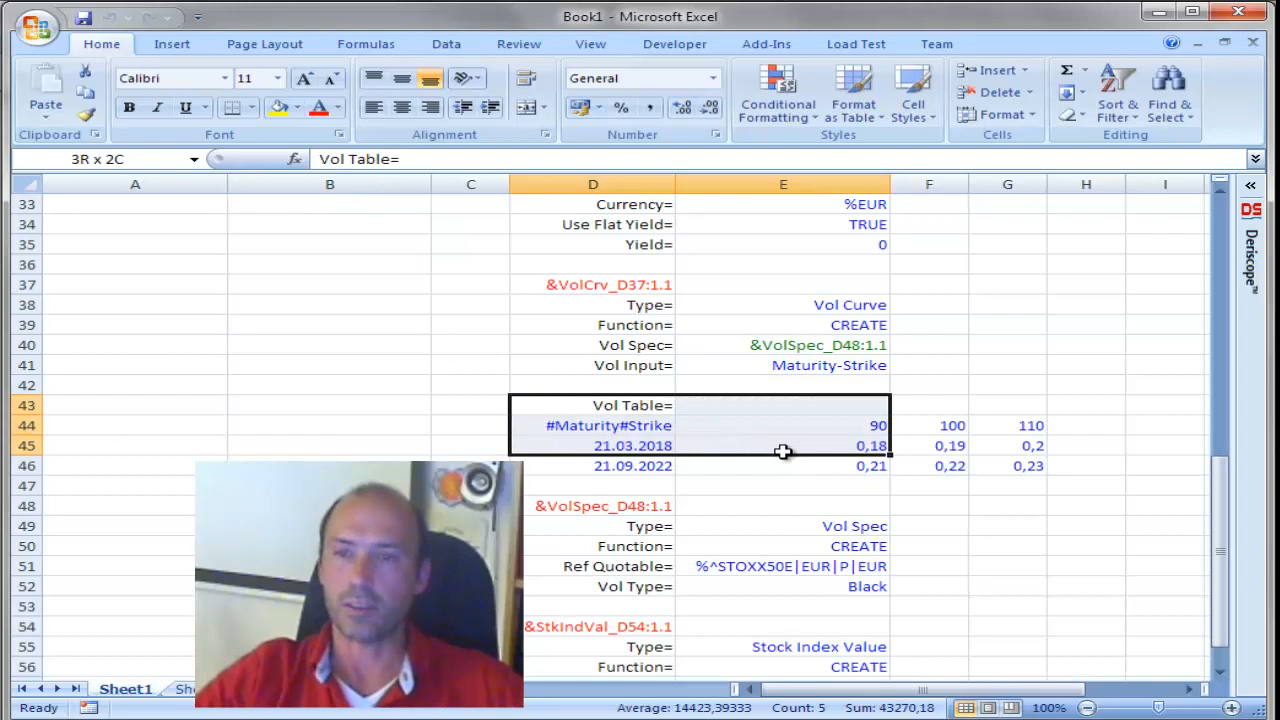 Book1 - Microsoft Excel
Home Insert Page Layout Formulas Data Review View Developer Add-Ins Load Test Team
Paste
Clipboard
Calibri 11
B I U
Font
Alignment
General
Number
Conditional Formatting
Format as Table
Cell Styles
Styles
Insert
Delete
Format
Cells
Sort & Filter
Find & Select
Editing
3R x 2C fx Vol Table=
A B C D E F G H I
33 Currency= %EUR
34 Use Flat Yield= TRUE
35 Yield= 0
36
37 &VolCrv_D37:1.1
38 Type= Vol Curve
39 Function= CREATE
40 Vol Spec= &VolSpec_D48:1.1
41 Vol Input= Maturity-Strike
42
43 Vol Table=
44 #Maturity#Strike 90 100 110
45 21.03.2018 0,18 0,19 0,2
46 21.09.2022 0,21 0,22 0,23
47
48 &VolSpec_D48:1.1
49 Type= Vol Spec
50 Function= CREATE
51 Ref Quotable= %^STOXX50E|EUR|P|EUR
52 Vol Type= Black
53
54 &StkIndVal_D54:1.1
55 Type= Stock Index Value
56 Function= CREATE
DS
Deriscope™
Sheet1 Sh
Ready Average: 14423,39333 Count: 5 Sum: 43270,18 100%